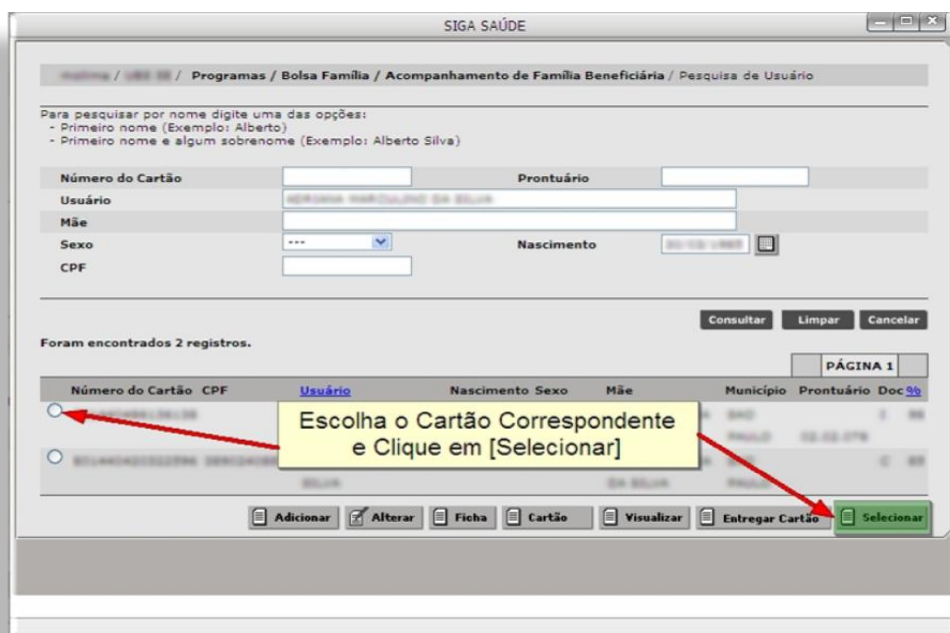 SIGA SAÚDE
/ Programas / Bolsa Família / Acompanhamento de Família Beneficiária / Pesquisa de Usuário
Para pesquisar por nome digite uma das opções:
- Primeiro nome (Exemplo: Alberto)
- Primeiro nome e algum sobrenome (Exemplo: Alberto Silva)
Número do Cartão Prontuário
Usuário
Mãe
Sexo --- Nascimento
CPF
Consultar Limpar Cancelar
Foram encontrados 2 registros.
PÁGINA 1
Número do Cartão CPF Usuário Nascimento Sexo Mãe Município Prontuário Doc %
Escolha o Cartão Correspondente
e Clique em [Selecionar]
Adicionar Alterar Ficha Cartão Visualizar Entregar Cartão Selecionar